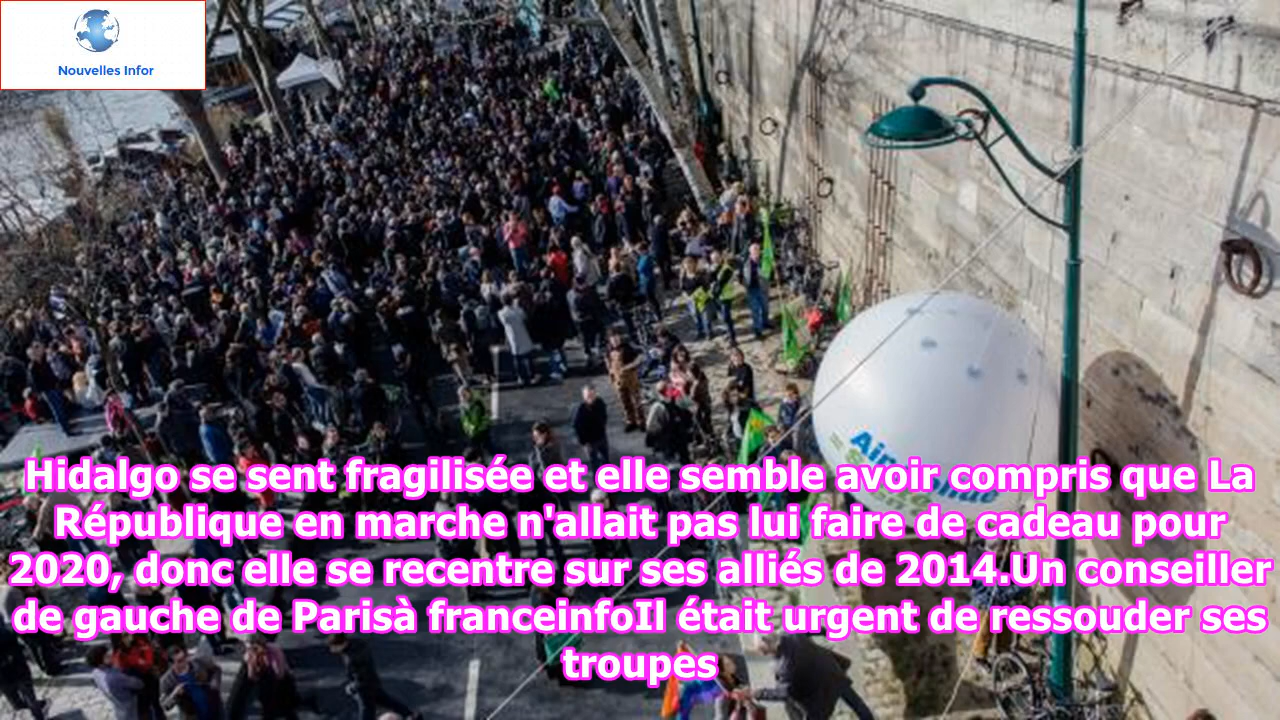 Nouvelles Infor
Hidalgo se sent fragilisée et elle semble avoir compris que La
République en marche n'allait pas lui faire de cadeau pour
2020, donc elle se recentre sur ses alliés de 2014.Un conseiller
de gauche de Parisà franceinfoIl était urgent de ressouder ses
troupes